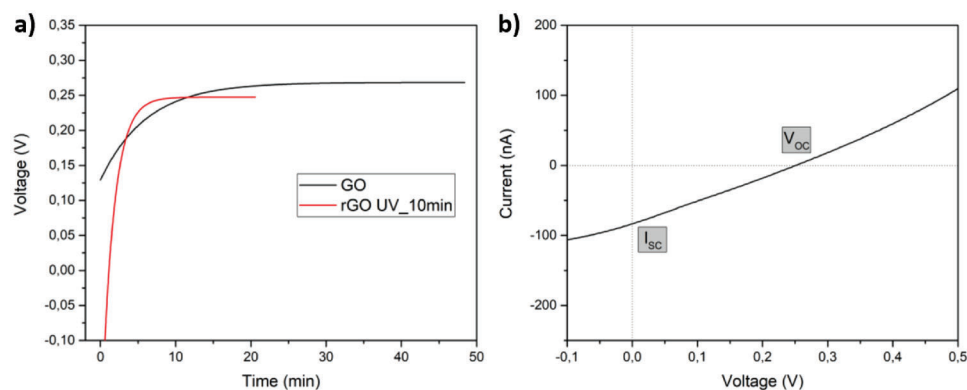 a)
0,35
0,30
0,25
0,20
0,15
0,10
0,05
0,00
-0,05
-0,10
Voltage (V)
0 10 20 30 40 50
Time (min)
GO
rGO UV_10min
b)
200
100
0
-100
-200
Current (nA)
-0,1 0,0 0,1 0,2 0,3 0,4 0,5
Voltage (V)
VOC
ISC